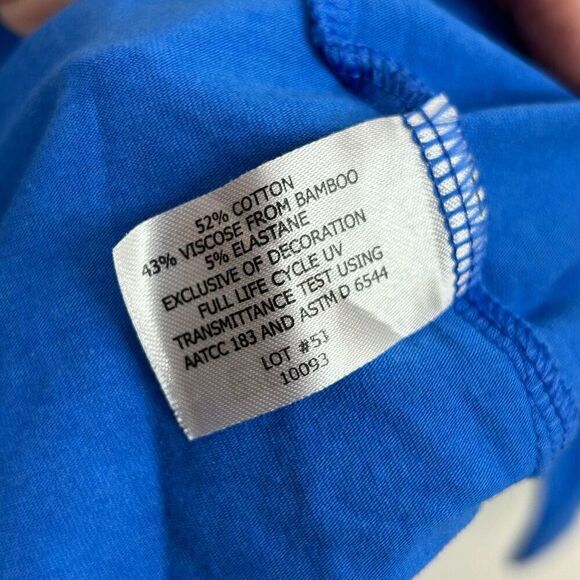 52% COTTON
43% VISCOSE FROM BAMBOO
5% ELASTANE
EXCLUSIVE OF DECORATION
FULL LIFE CYCLE UV
TRANSMITTANCE TEST USING
AATCC 183 AND ASTM D 6544
LOT #53
10093